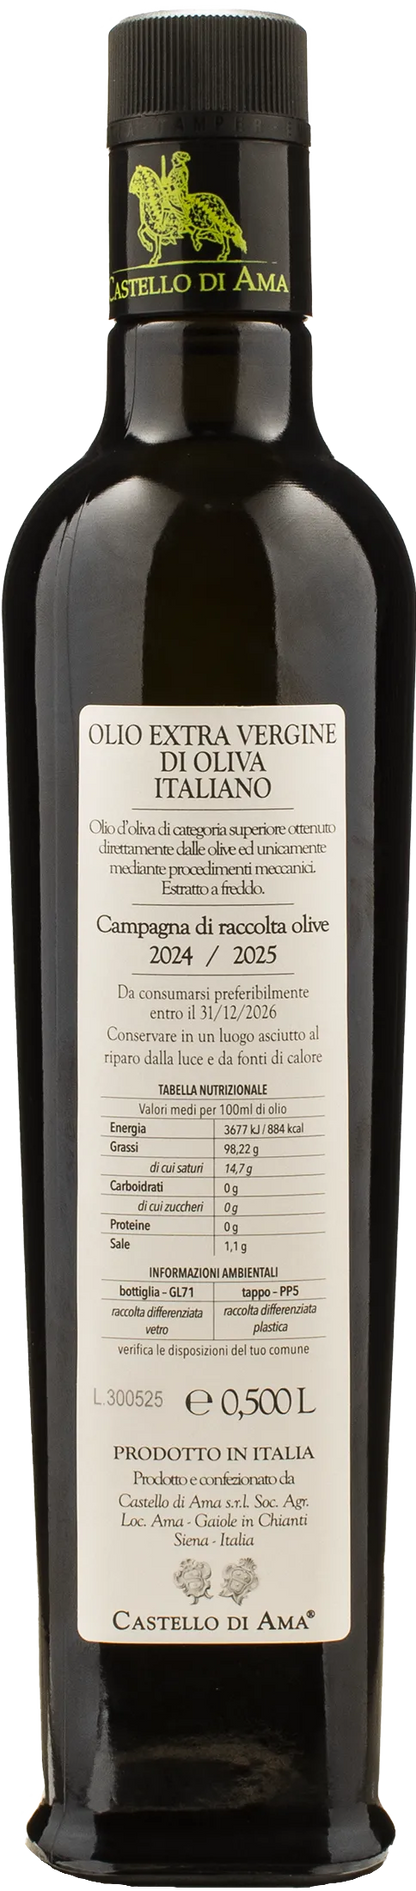 CASTELLO DI AMA
OLIO EXTRA VERGINE
DI OLIVA
ITALIANO
Olio d'oliva di categoria superiore ottenuto
direttamente dalle olive ed unicamente
mediante procedimenti meccanici.
Estratto a freddo.
Campagna di raccolta olive
2024 / 2025
Da consumarsi preferibilmente
entro il 31/12/2026
Conservare in un luogo asciutto al
riparo dalla luce e da fonti di calore
TABELLA NUTRIZIONALE
Valori medi per 100ml di olio
Energia 3677 kJ / 884 kcal
Grassi 98,22 g
di cui saturi 14,7 g
Carboidrati 0 g
di cui zuccheri 0 g
Proteine 0 g
Sale 1,1 g
INFORMAZIONI AMBIENTALI
bottiglia - GL71 tappo - PP5
raccolta differenziata raccolta differenziata
vetro plastica
verifica le disposizioni del tuo comune
L.300525 ℮ 0,500 L
PRODOTTO IN ITALIA
Prodotto e confezionato da
Castello di Ama s.r.l. Soc. Agr.
Loc. Ama - Gaiole in Chianti
Siena - Italia
CASTELLO DI AMA®